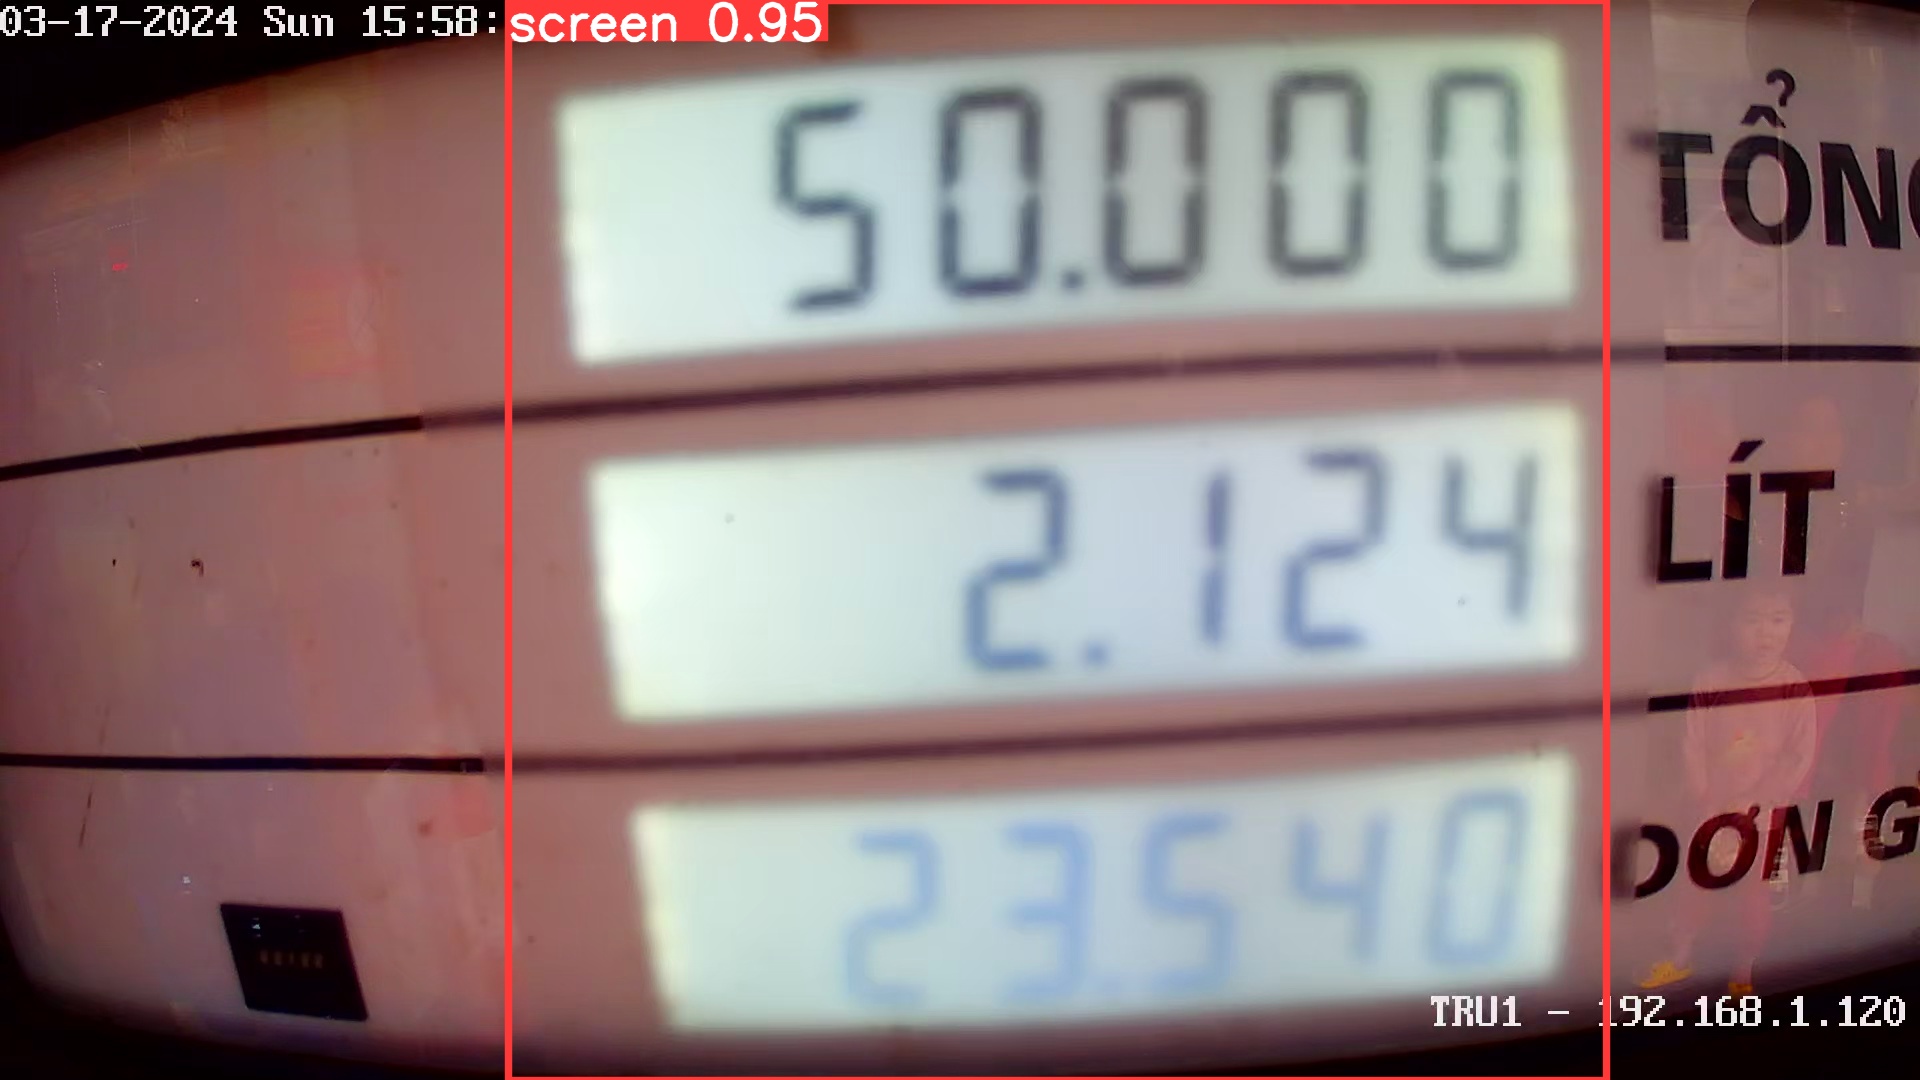 03-17-2024 Sun 15:58:
screen 0.95
50.000
TỔNG
2.124
LÍT
23.540
ĐƠN G
TRU1 - 192.168.1.120